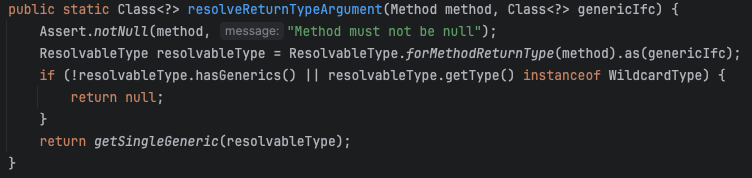 public static Class<?> resolveReturnTypeArgument(Method method, Class<?> genericIfc) {
    Assert.notNull(method, message: "Method must not be null");
    ResolvableType resolvableType = ResolvableType.forMethodReturnType(method).as(genericIfc);
    if (!resolvableType.hasGenerics() || resolvableType.getType() instanceof WildcardType) {
        return null;
    }
    return getSingleGeneric(resolvableType);
}